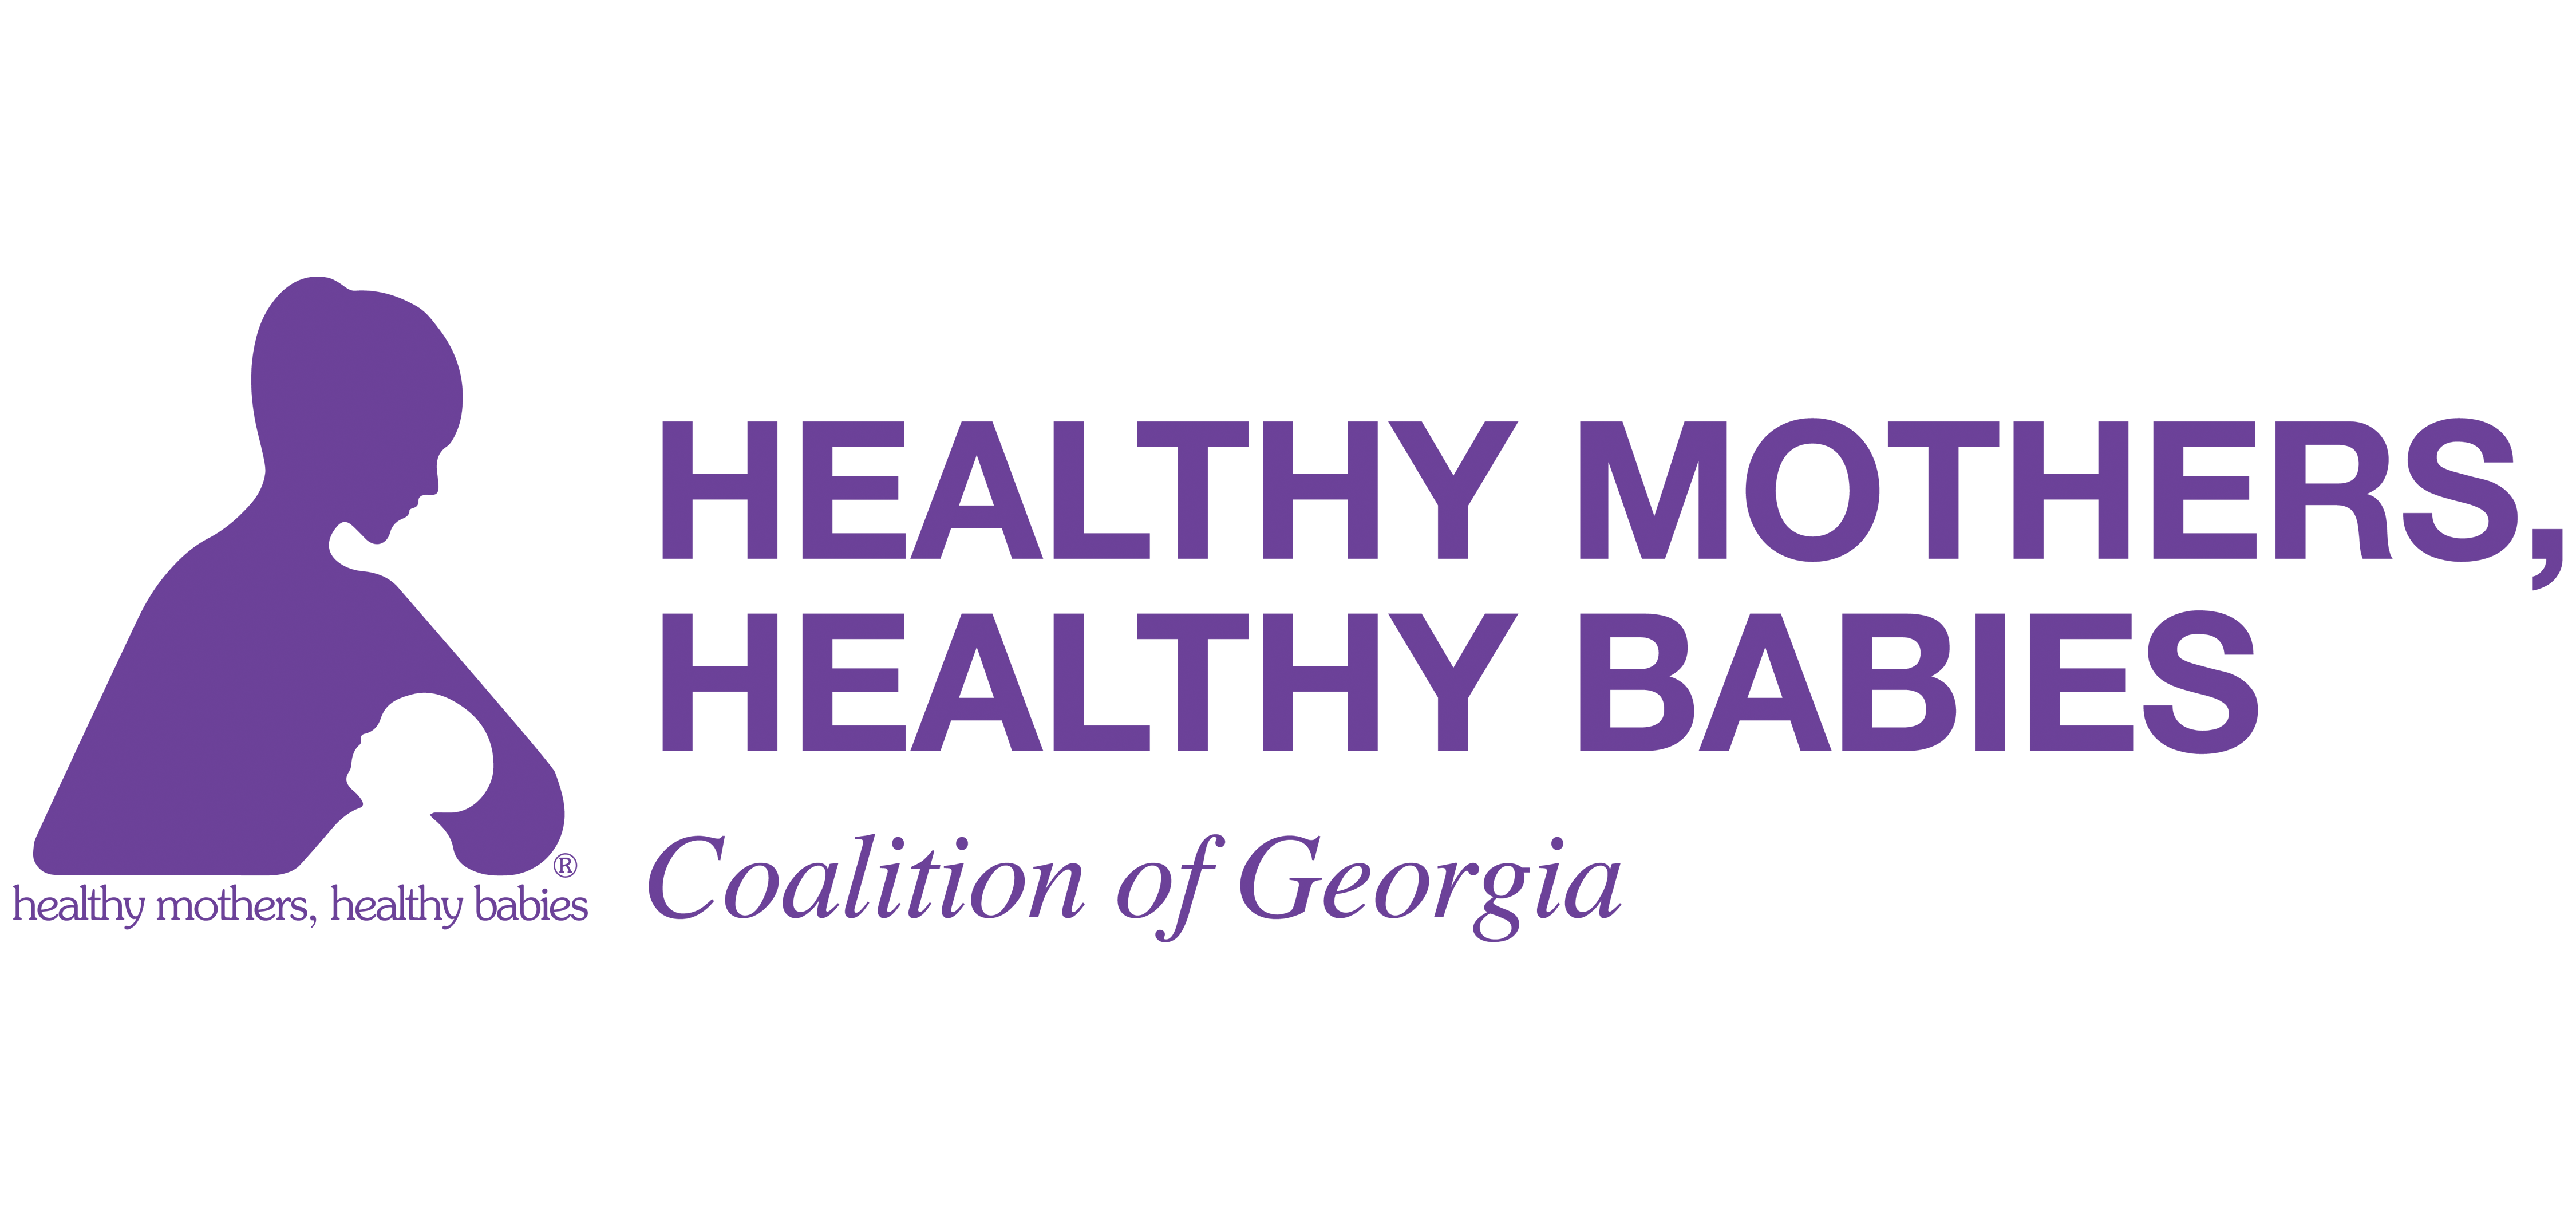 HEALTHY MOTHERS,
HEALTHY BABIES
Coalition of Georgia
®
healthy mothers, healthy babies